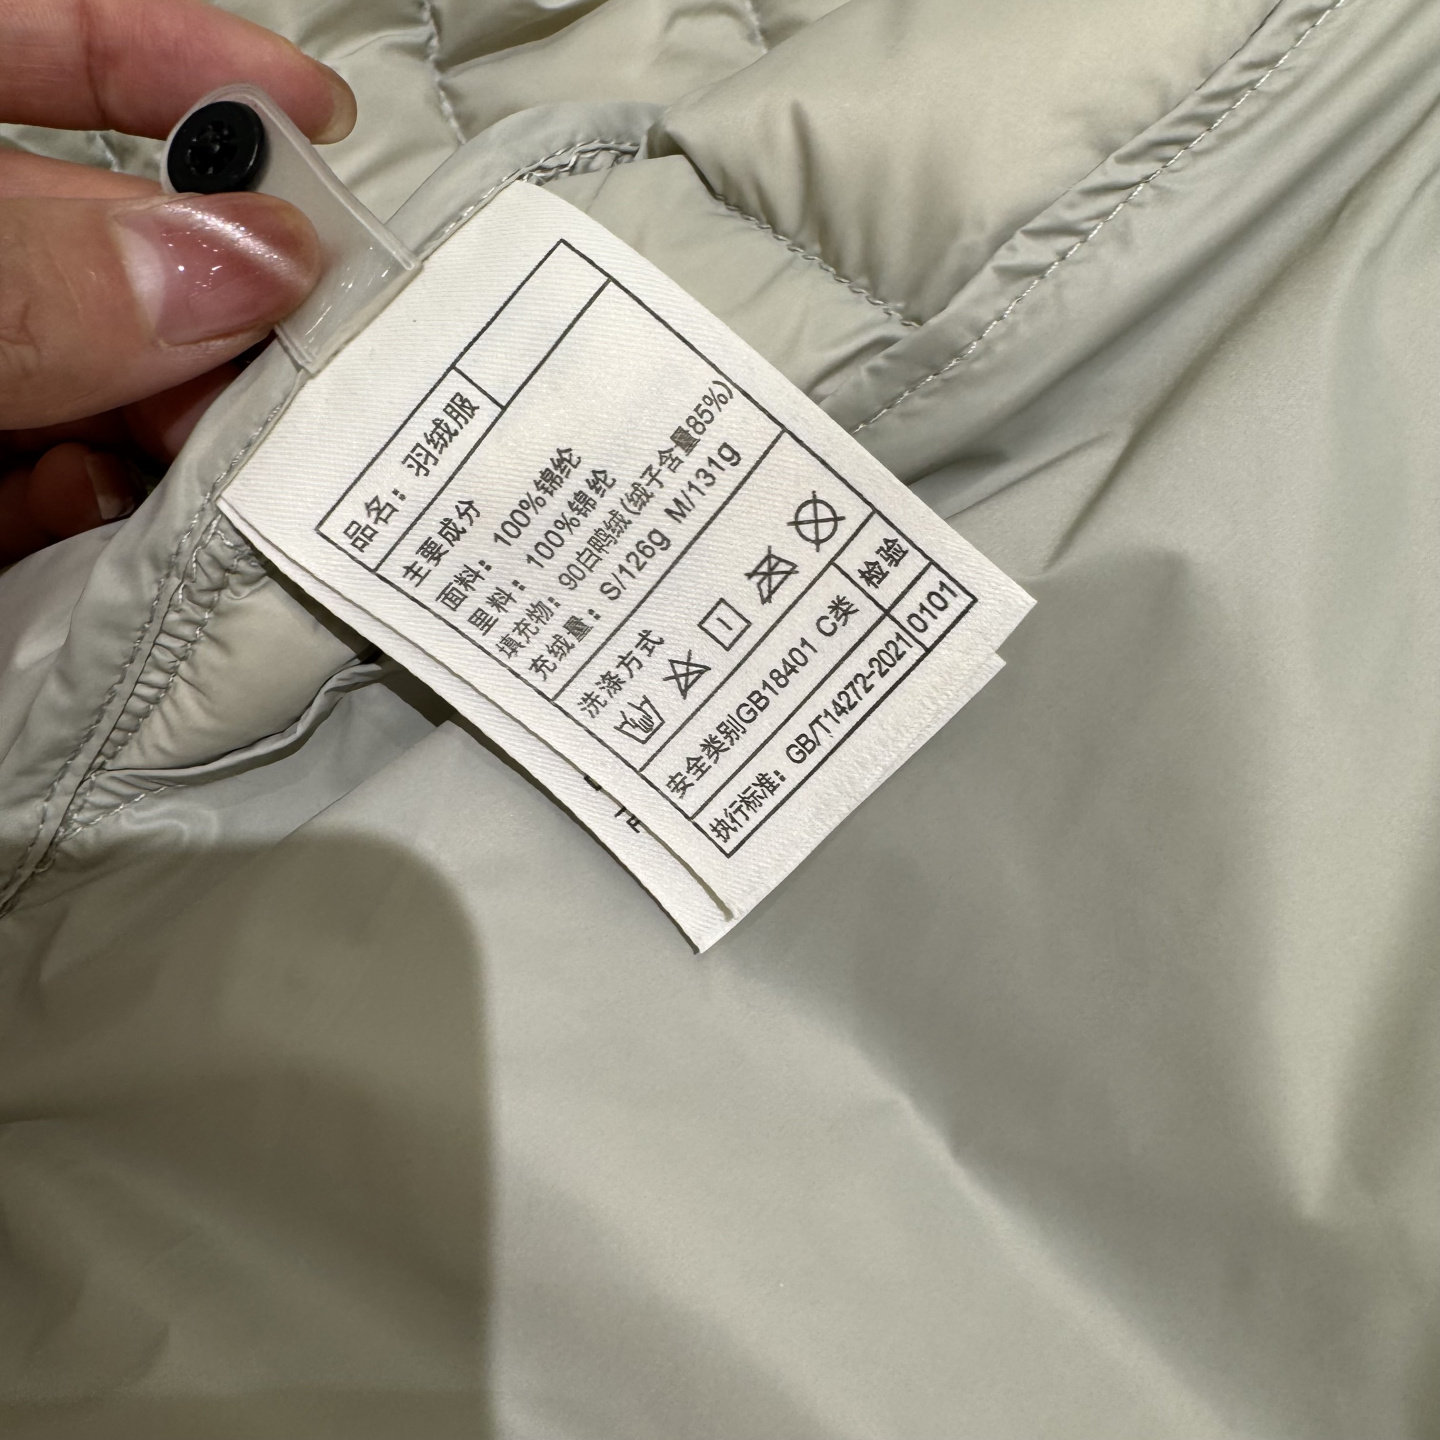 品名：羽绒服
主要成分
面料：100%锦纶
里料：100%锦纶
填充物：90白鸭绒(绒子含量85%)
充绒量：S/126g M/131g
洗涤方式
安全类别GB18401 C类
检验
执行标准：GB/T14272-2021
0101